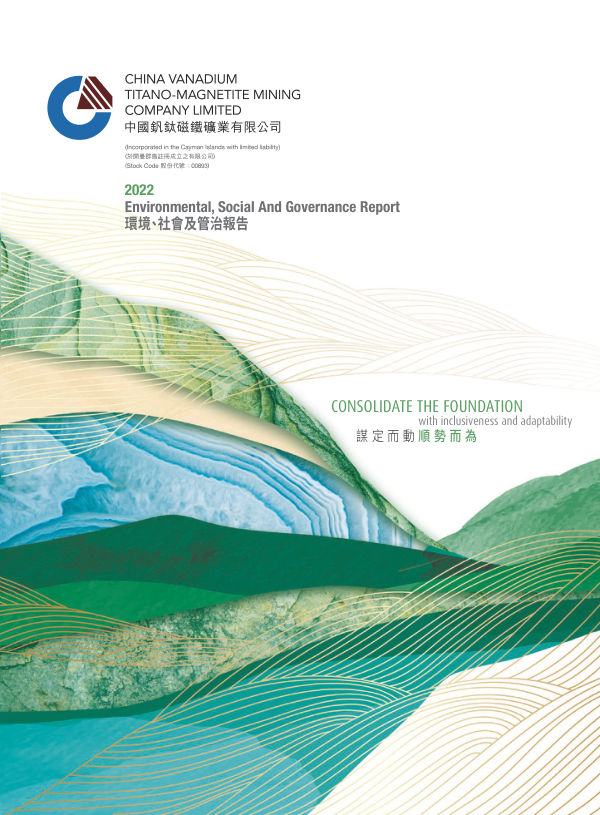 CHINA VANADIUM
TITANO-MAGNETITE MINING
COMPANY LIMITED
中國釩鈦磁鐵礦業有限公司
(Incorporated in the Cayman Islands with limited liability)
(於開曼群島註冊成立之有限公司)
(Stock Code 股份代號：00893)
2022
Environmental, Social And Governance Report
環境、社會及管治報告
CONSOLIDATE THE FOUNDATION
with inclusiveness and adaptability
謀定而動順勢而為